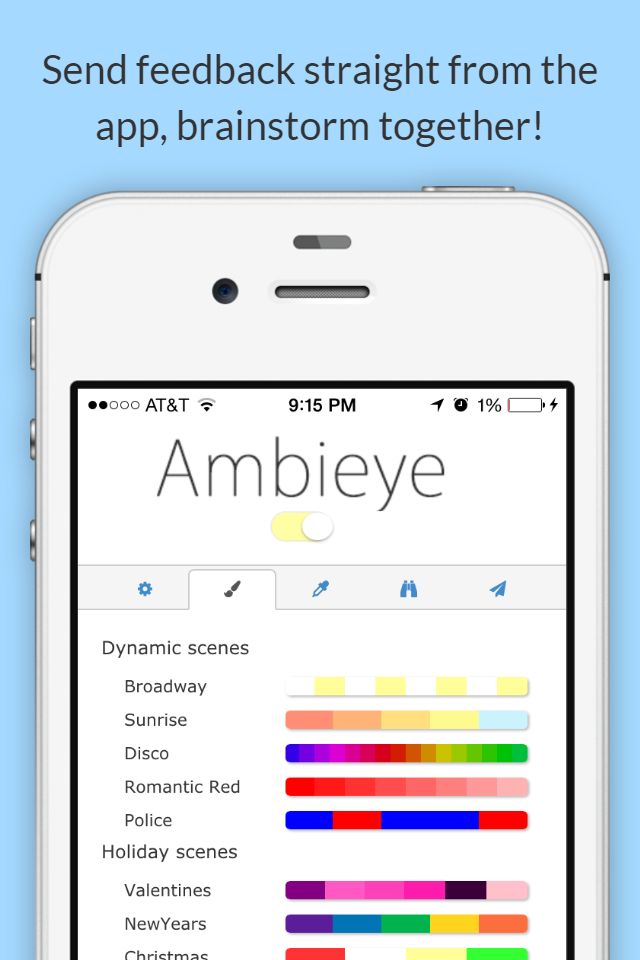 Send feedback straight from the
app, brainstorm together!
AT&T 9:15 PM 1%
Ambieye
Dynamic scenes
Broadway
Sunrise
Disco
Romantic Red
Police
Holiday scenes
Valentines
NewYears
Christmas